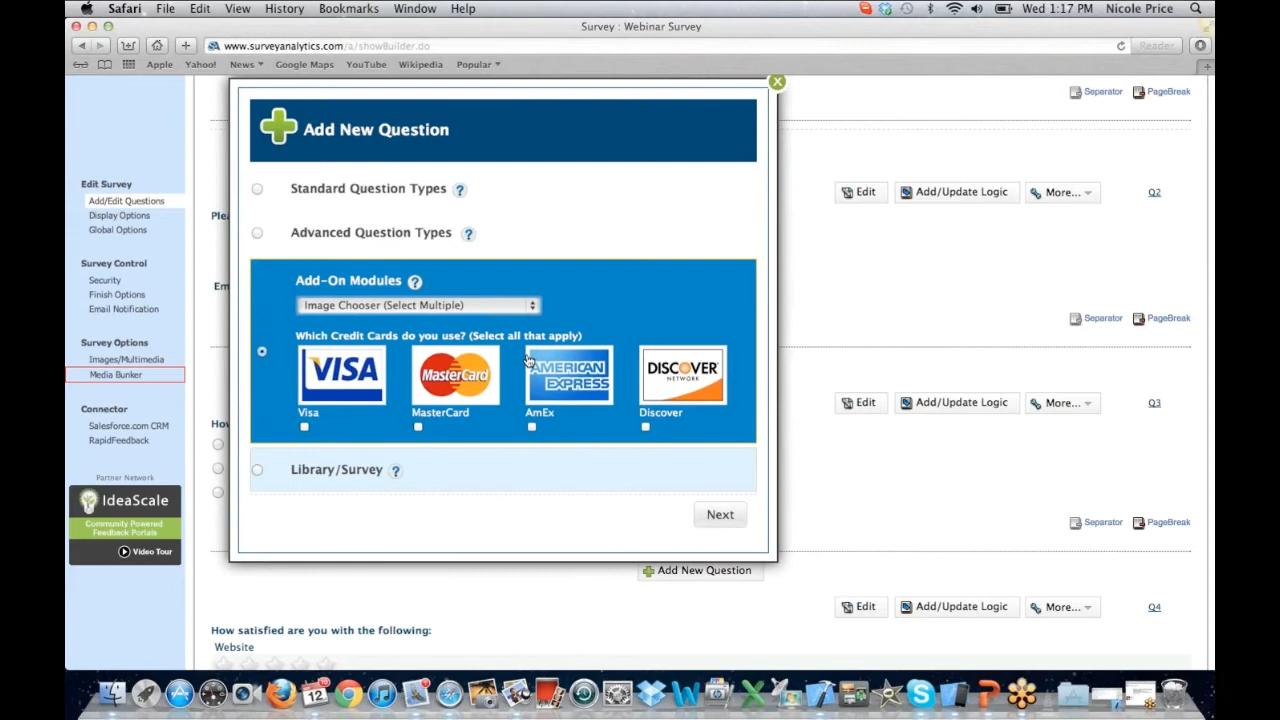 Safari File Edit View History Bookmarks Window Help Wed 1:17 PM Nicole Price
Survey : Webinar Survey
www.surveyanalytics.com/a/showBuilder.do Reader
Apple Yahoo! News Google Maps YouTube Wikipedia Popular
Separator PageBreak
Add New Question
Standard Question Types ?
Edit Survey
Add/Edit Questions
Display Options
Global Options
Edit Add/Update Logic More... Q2
Plea
Advanced Question Types ?
Survey Control
Security
Finish Options
Email Notification
Add-On Modules ?
Image Chooser (Select Multiple)
Em
Separator PageBreak
Which Credit Cards do you use? (Select all that apply)
Survey Options
Images/Multimedia
Media Bunker
VISA MasterCard AMERICAN EXPRESS DISCOVER NETWORK
Visa MasterCard AmEx Discover
Edit Add/Update Logic More... Q3
Connector
Salesforce.com CRM
RapidFeedback
How
Library/Survey ?
Partner Network
IdeaScale
Community Powered
Feedback Portals
Video Tour
Next
Separator PageBreak
Add New Question
Edit Add/Update Logic More... Q4
How satisfied are you with the following:
Website
12